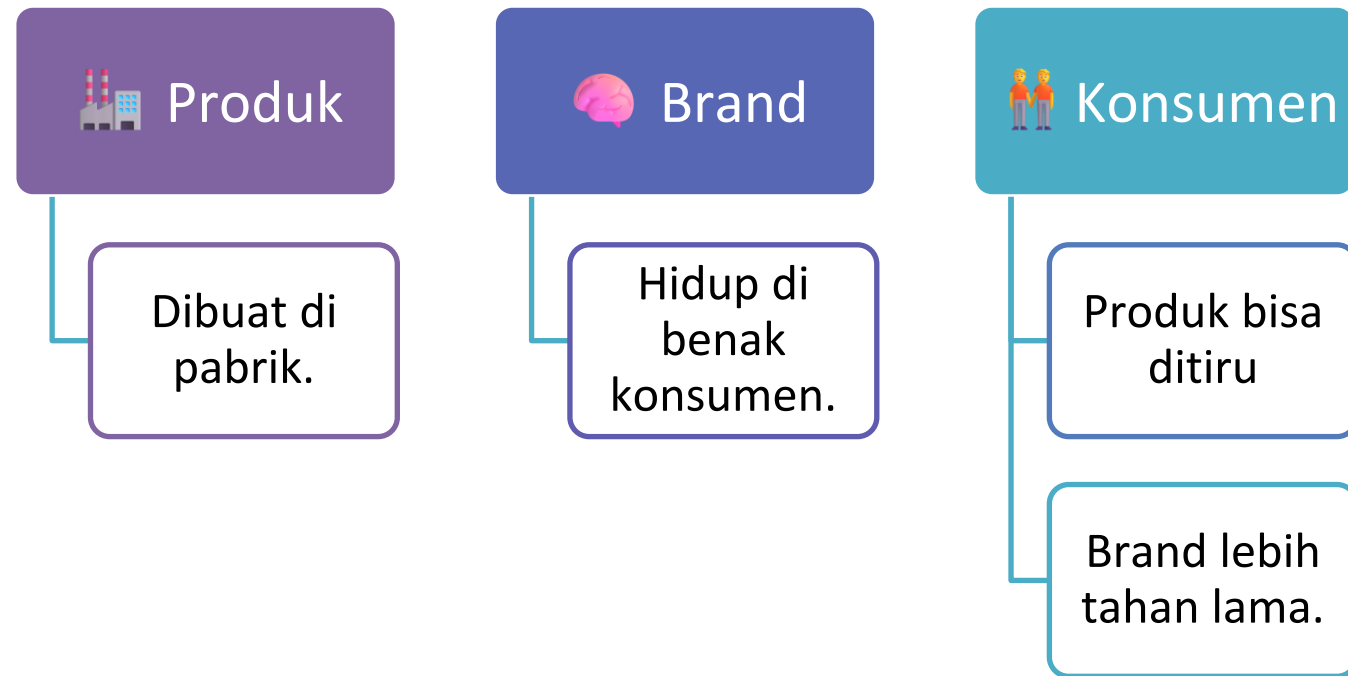 Produk
Dibuat di
pabrik.
Brand
Hidup di
benak
konsumen.
Konsumen
Produk bisa
ditiru
Brand lebih
tahan lama.